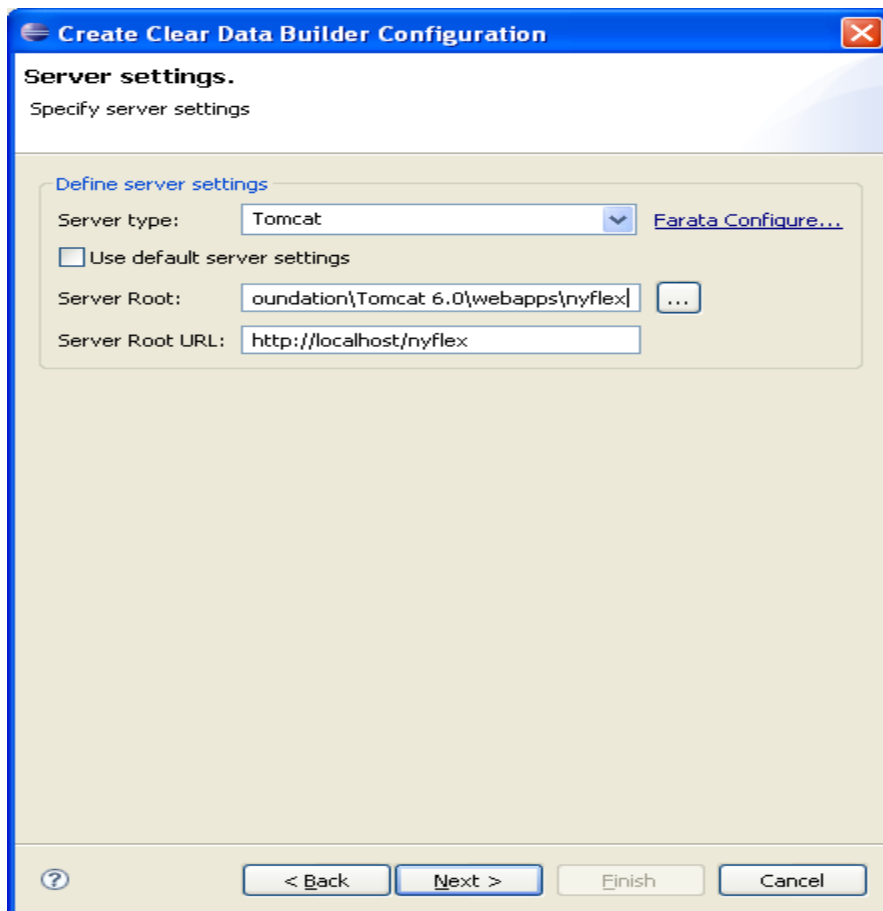 Create Clear Data Builder Configuration
Server settings.
Specify server settings
Define server settings
Server type: Tomcat Farata Configure...
Use default server settings
Server Root: oundation\Tomcat 6.0\webapps\nyflex ...
Server Root URL: http://localhost/nyflex
? < Back Next > Finish Cancel